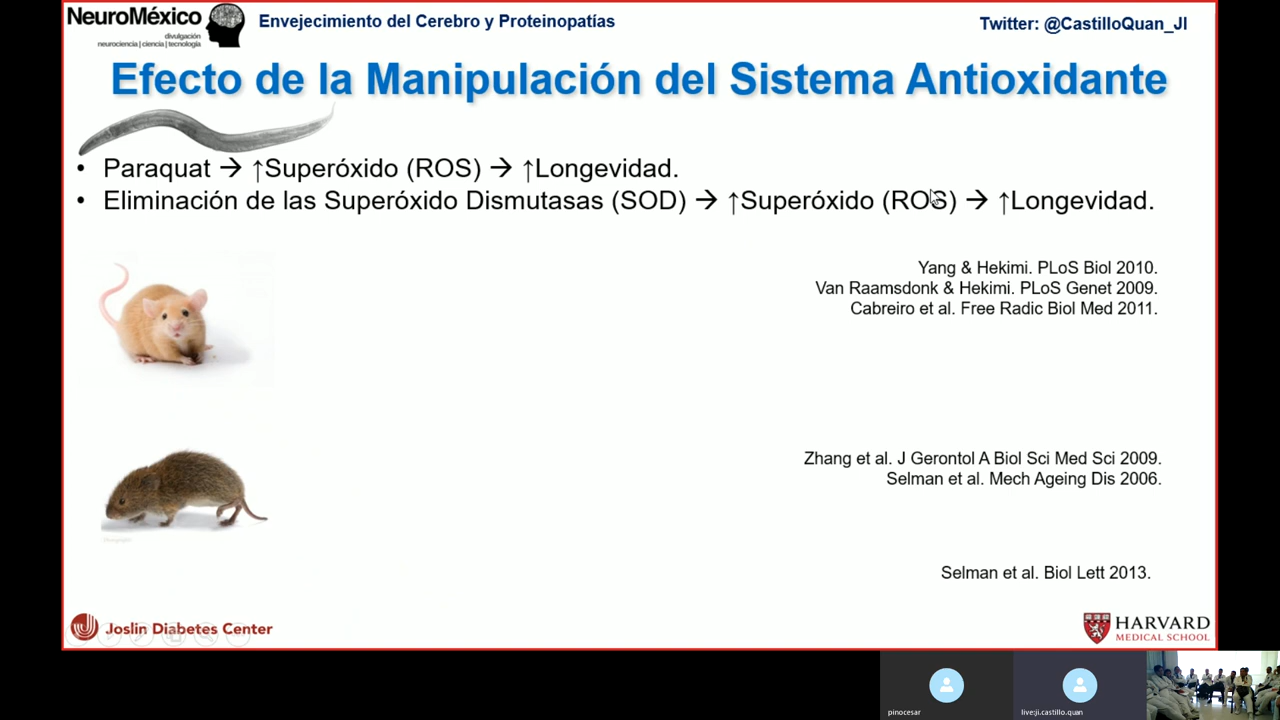 NeuroMéxico
divulgación
neurociencia | ciencia | tecnología
Envejecimiento del Cerebro y Proteinopatías
Twitter: @CastilloQuan_JI
Efecto de la Manipulación del Sistema Antioxidante
• Paraquat → ↑Superóxido (ROS) → ↑Longevidad.
• Eliminación de las Superóxido Dismutasas (SOD) → ↑Superóxido (ROS) → ↑Longevidad.
Yang & Hekimi. PLoS Biol 2010.
Van Raamsdonk & Hekimi. PLoS Genet 2009.
Cabreiro et al. Free Radic Biol Med 2011.
Zhang et al. J Gerontol A Biol Sci Med Sci 2009.
Selman et al. Mech Ageing Dis 2006.
Selman et al. Biol Lett 2013.
Joslin Diabetes Center
HARVARD
MEDICAL SCHOOL
pinocesar
live:ji.castillo.quan